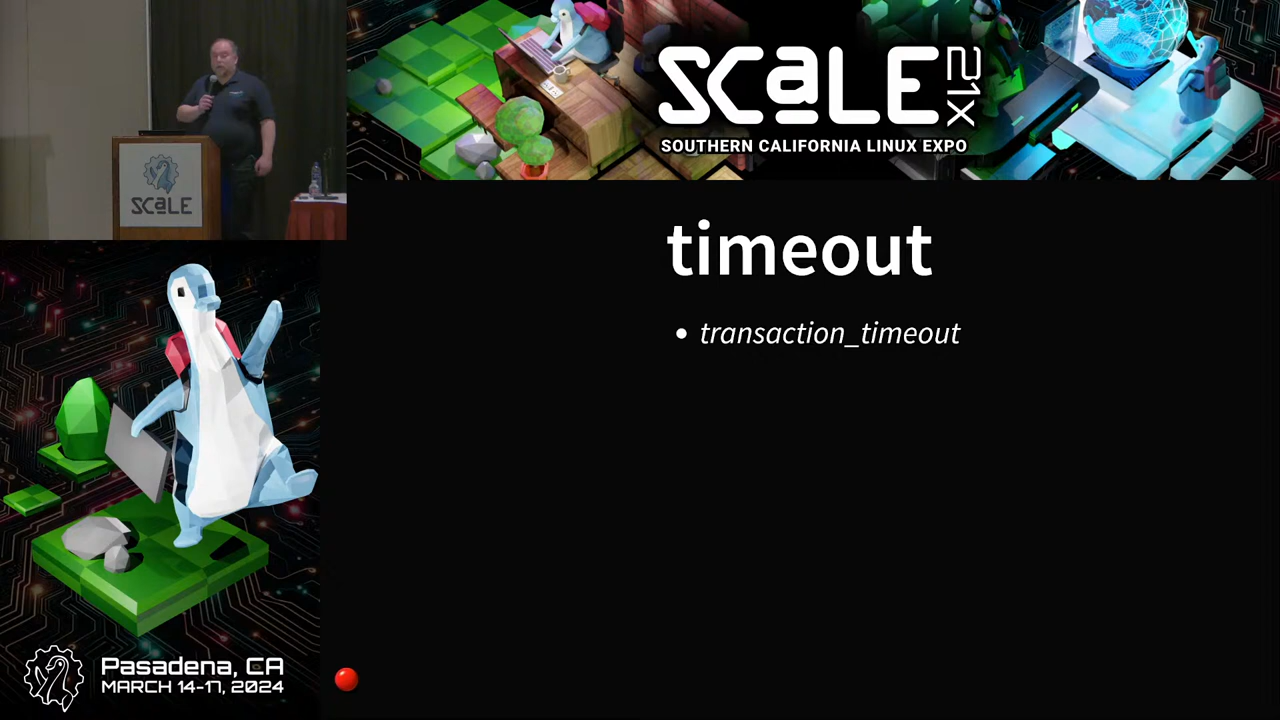 SCaLE
SCaLE 21X
SOUTHERN CALIFORNIA LINUX EXPO
timeout
• transaction_timeout
Pasadena, CA
MARCH 14-17, 2024